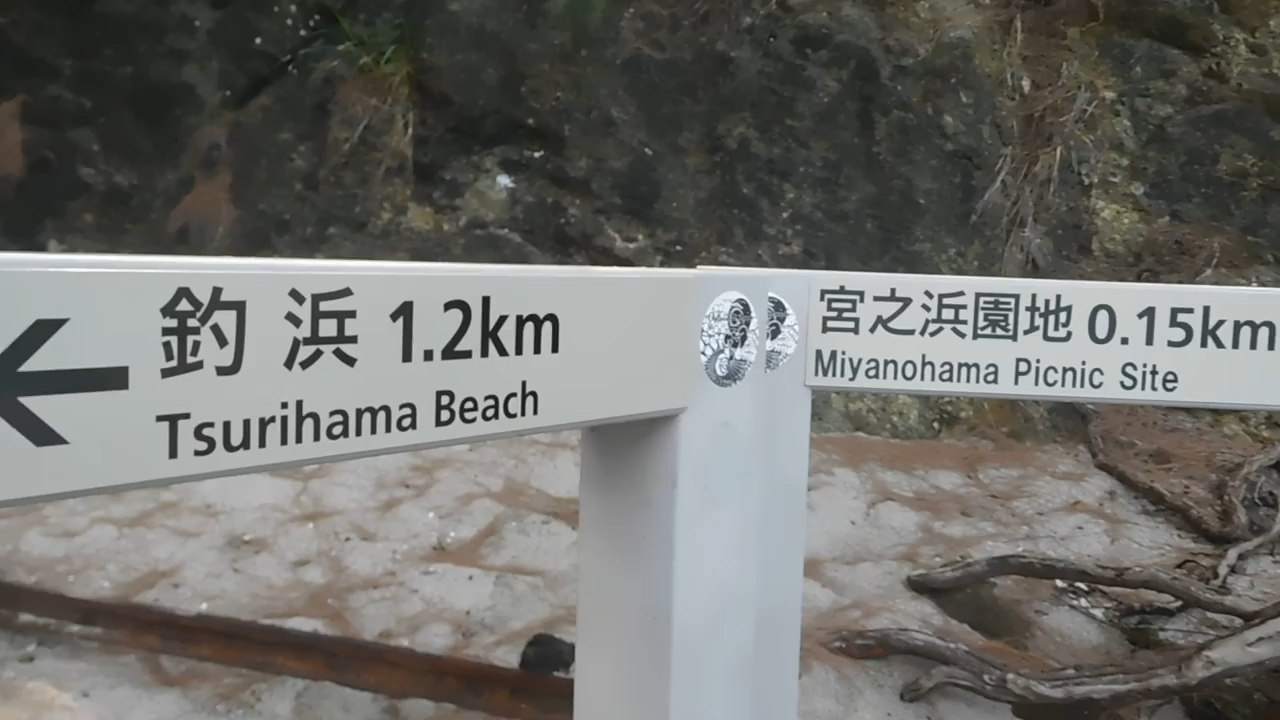 釣浜 1.2km
Tsurihama Beach
宮之浜園地 0.15km
Miyanohama Picnic Site